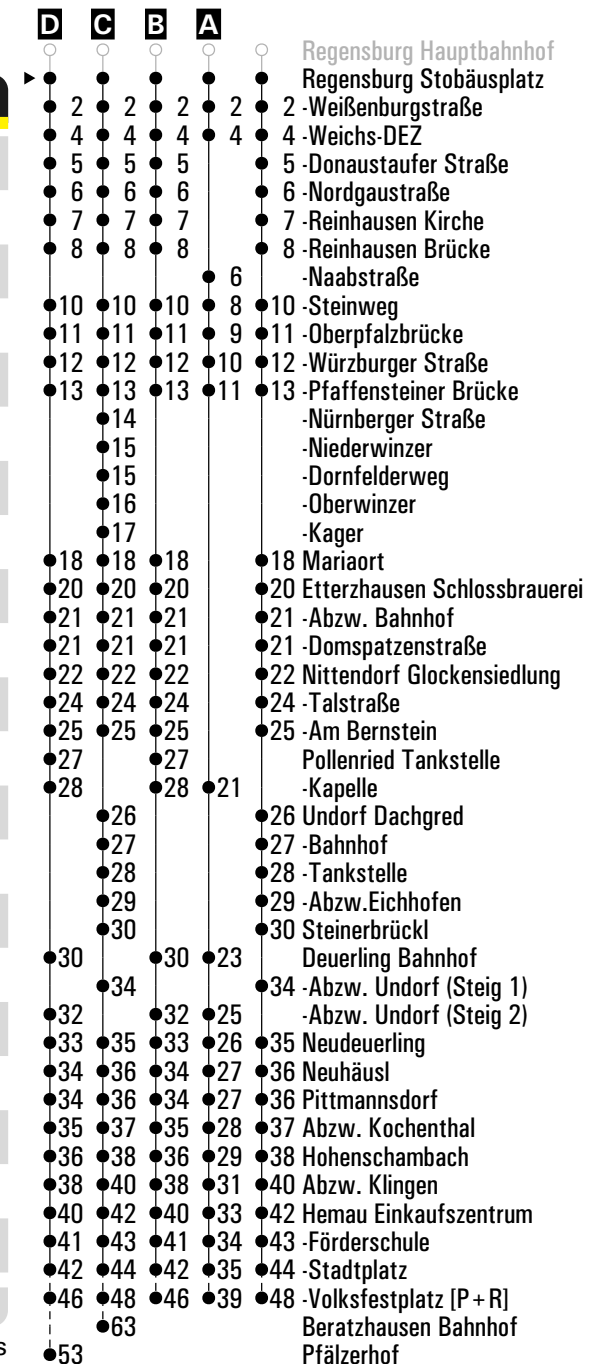 D C B A
Regensburg Hauptbahnhof
Regensburg Stobäusplatz
2 2 2 2 2 -Weißenburgstraße
4 4 4 4 4 -Weichs-DEZ
5 5 5 5 -Donaustaufer Straße
6 6 6 6 -Nordgaustraße
7 7 7 7 -Reinhausen Kirche
8 8 8 8 -Reinhausen Brücke
6 -Naabstraße
10 10 10 8 10 -Steinweg
11 11 11 9 11 -Oberpfalzbrücke
12 12 12 10 12 -Würzburger Straße
13 13 13 11 13 -Pfaffensteiner Brücke
14 -Nürnberger Straße
15 -Niederwinzer
15 -Dornfelderweg
16 -Oberwinzer
17 -Kager
18 18 18 18 Mariaort
20 20 20 20 Etterzhausen Schlossbrauerei
21 21 21 21 -Abzw. Bahnhof
21 21 21 21 -Domspatzenstraße
22 22 22 22 Nittendorf Glockensiedlung
24 24 24 24 -Talstraße
25 25 25 25 -Am Bernstein
27 27 Pollenried Tankstelle
28 28 21 -Kapelle
26 26 Undorf Dachgred
27 27 -Bahnhof
28 28 -Tankstelle
29 29 -Abzw.Eichhofen
30 30 Steinerbrückl
30 30 23 Deuerling Bahnhof
34 34 -Abzw. Undorf (Steig 1)
32 32 25 -Abzw. Undorf (Steig 2)
33 35 33 26 35 Neudeuerling
34 36 34 27 36 Neuhäusl
34 36 34 27 36 Pittmannsdorf
35 37 35 28 37 Abzw. Kochenthal
36 38 36 29 38 Hohenschambach
38 40 38 31 40 Abzw. Klingen
40 42 40 33 42 Hemau Einkaufszentrum
41 43 41 34 43 -Förderschule
42 44 42 35 44 -Stadtplatz
46 48 46 39 48 -Volksfestplatz [P+R]
63 Beratzhausen Bahnhof
s 53 Pfälzerhof